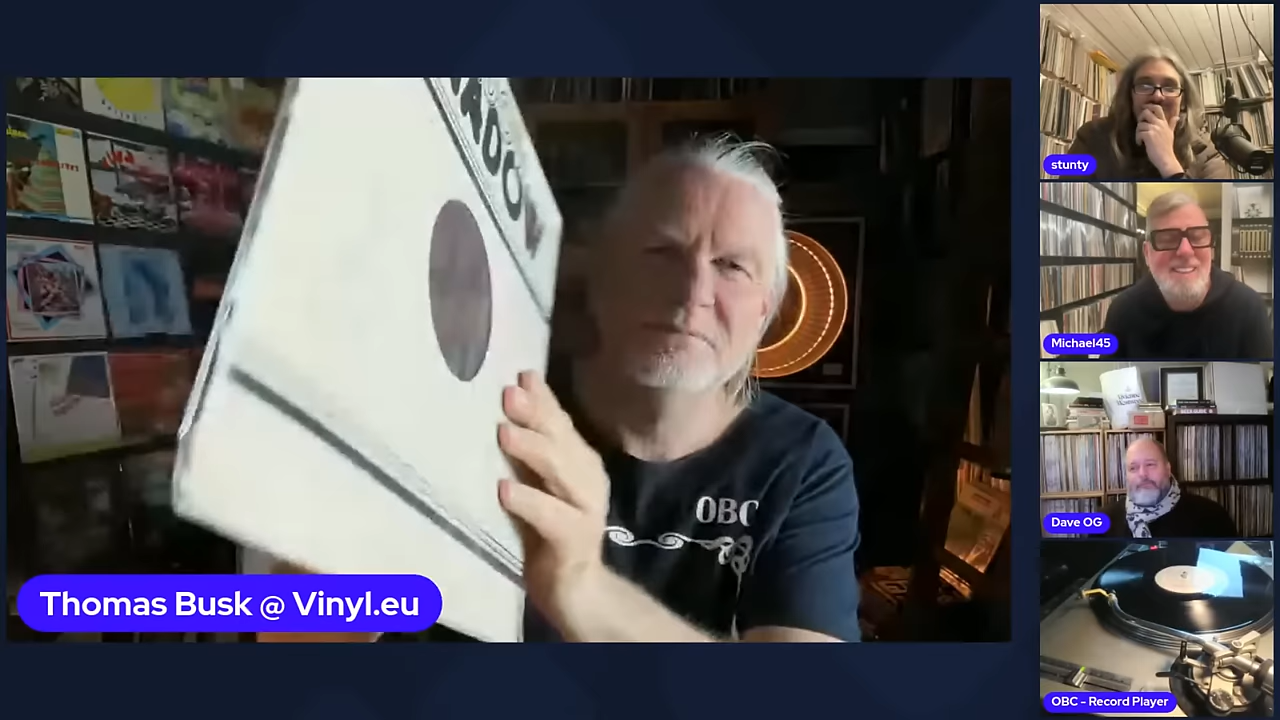 OBC
Thomas Busk @ Vinyl.eu
stunty
Michael45
Dave OG
OBC - Record Player